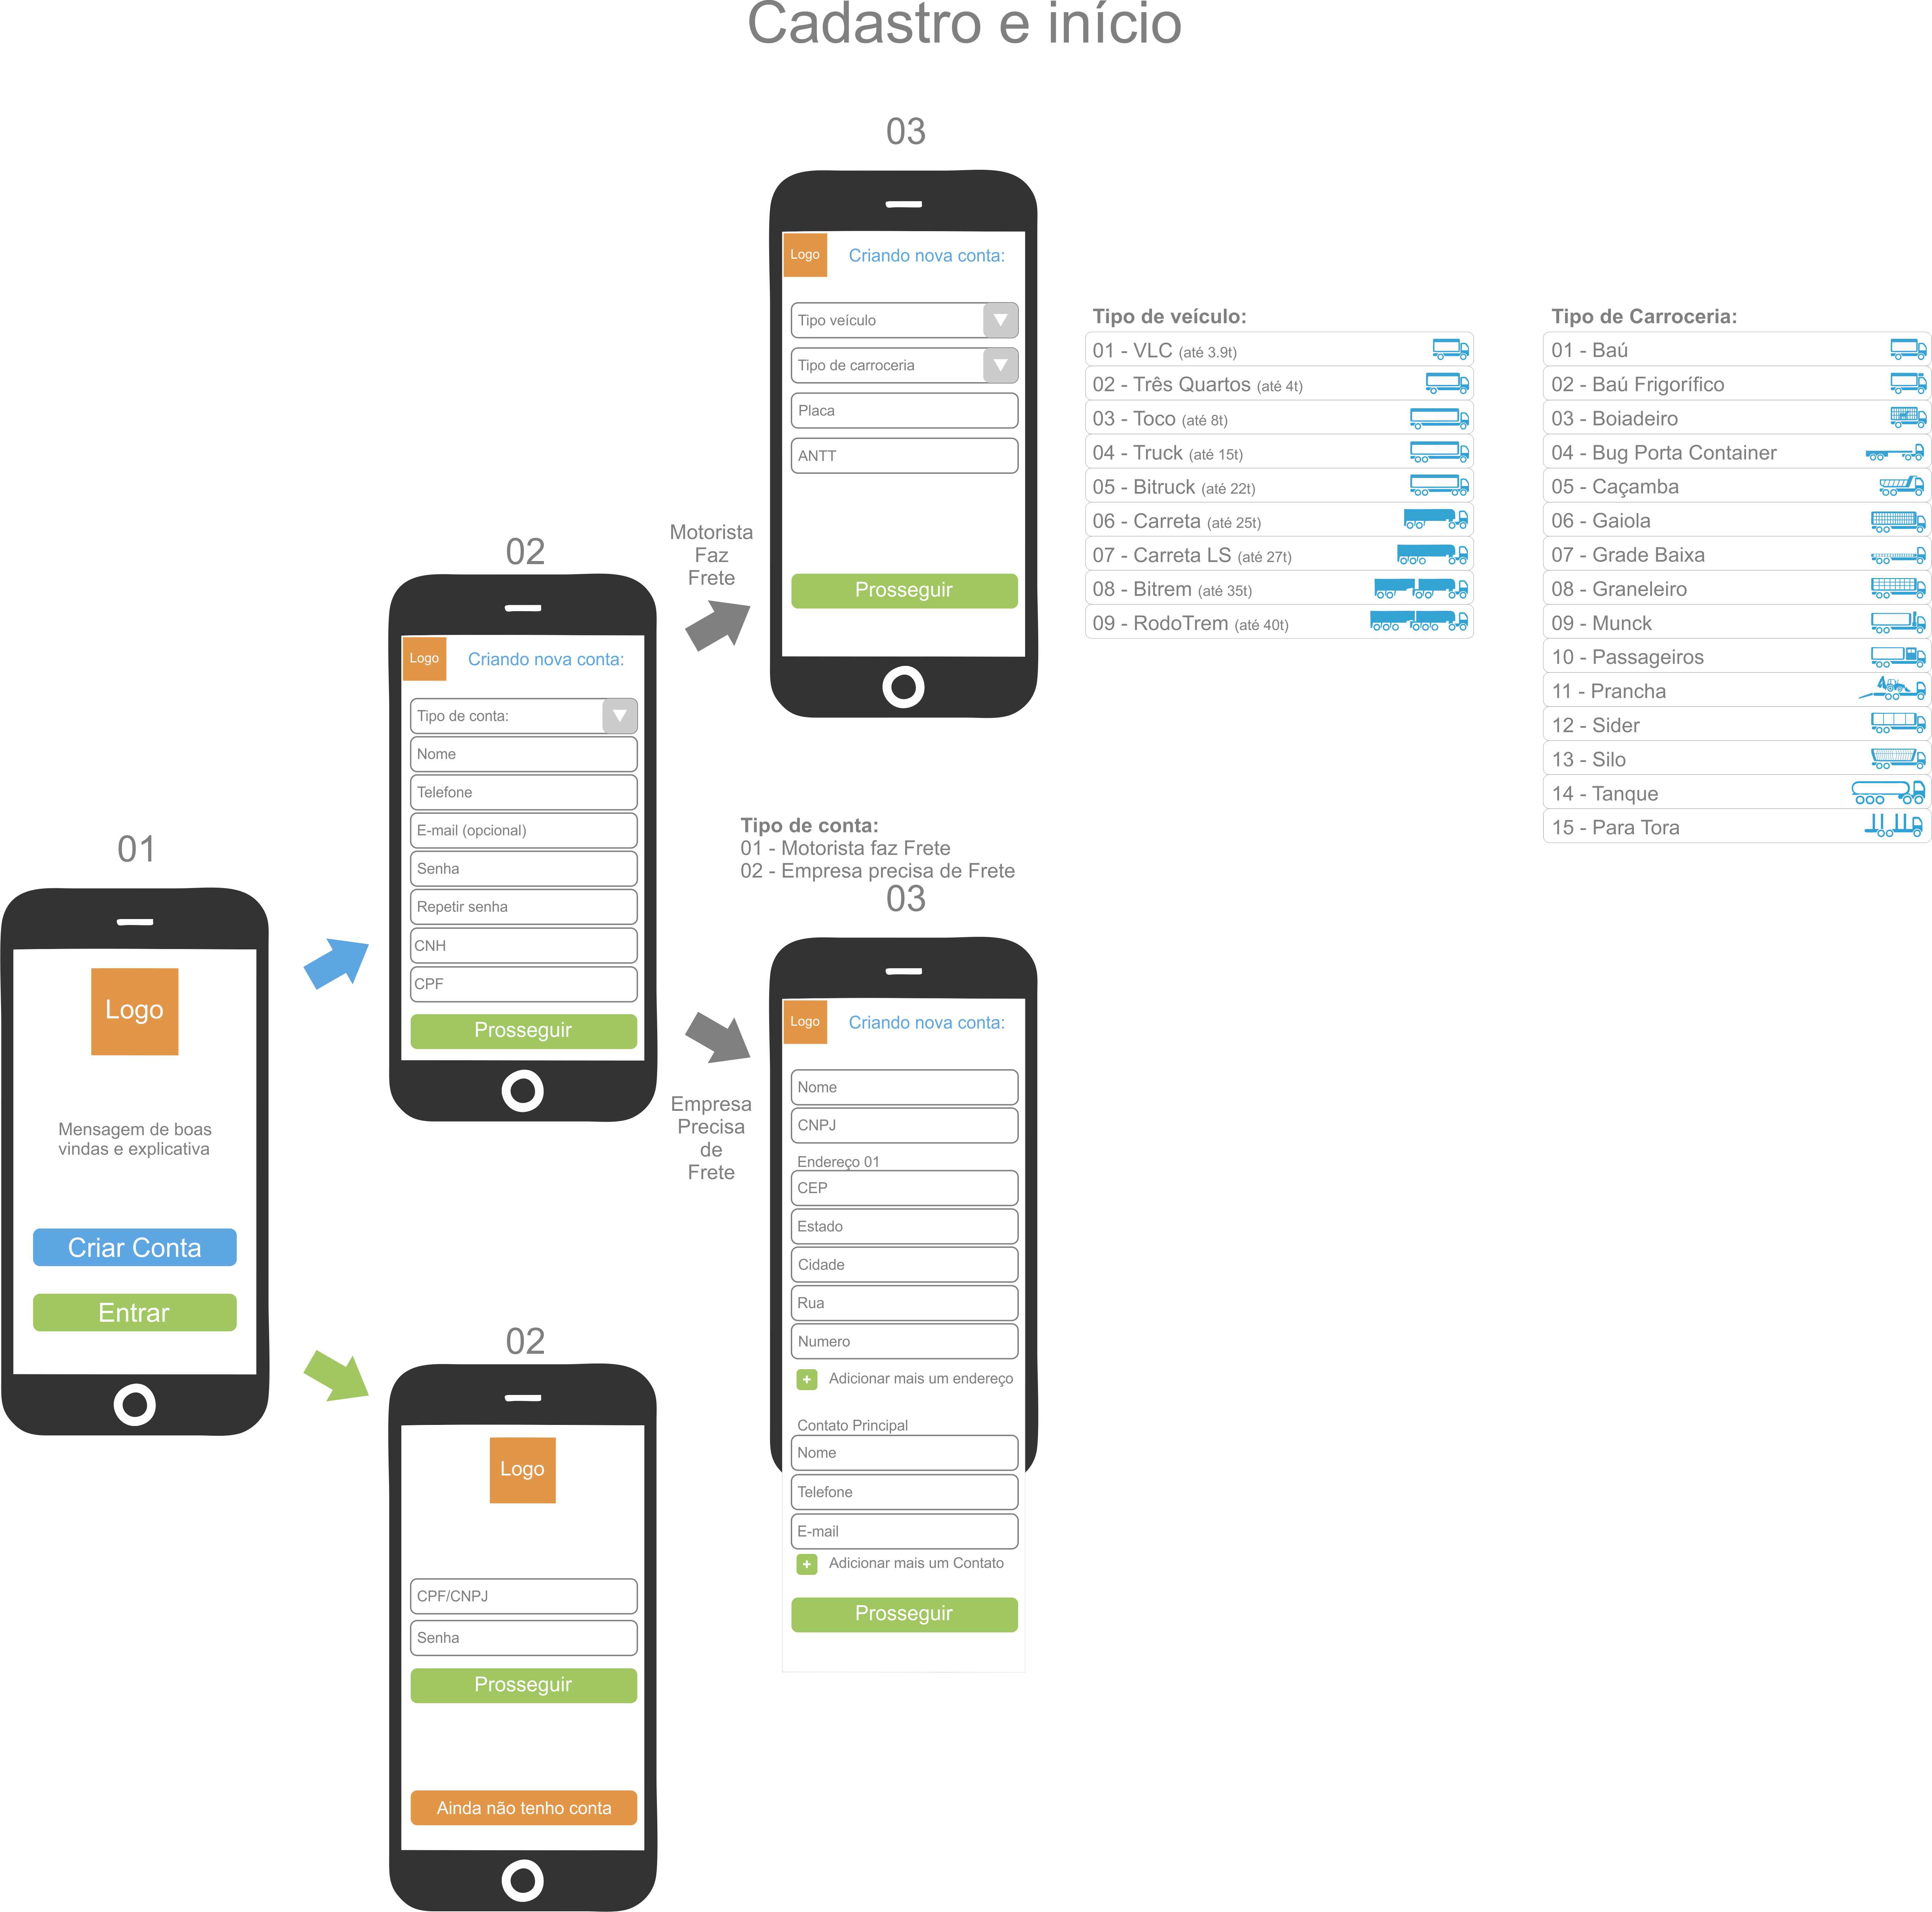 Cadastro e início
01
Logo
Mensagem de boas
vindas e explicativa
Criar Conta
Entrar
02
Logo
Criando nova conta:
Tipo de conta:
Nome
Telefone
E-mail (opcional)
Senha
Repetir senha
CNH
CPF
Prosseguir
02
Logo
CPF/CNPJ
Senha
Prosseguir
Ainda não tenho conta
Motorista
Faz
Frete
03
Logo
Criando nova conta:
Tipo veículo
Tipo de carroceria
Placa
ANTT
Prosseguir
Tipo de veículo:
01 - VLC (até 3.9t)
02 - Três Quartos (até 4t)
03 - Toco (até 8t)
04 - Truck (até 15t)
05 - Bitruck (até 22t)
06 - Carreta (até 25t)
07 - Carreta LS (até 27t)
08 - Bitrem (até 35t)
09 - RodoTrem (até 40t)
Tipo de Carroceria:
01 - Baú
02 - Baú Frigorífico
03 - Boiadeiro
04 - Bug Porta Container
05 - Caçamba
06 - Gaiola
07 - Grade Baixa
08 - Graneleiro
09 - Munck
10 - Passageiros
11 - Prancha
12 - Sider
13 - Silo
14 - Tanque
15 - Para Tora
Tipo de conta:
01 - Motorista faz Frete
02 - Empresa precisa de Frete
Empresa
Precisa
de
Frete
03
Logo
Criando nova conta:
Nome
CNPJ
Endereço 01
CEP
Estado
Cidade
Rua
Numero
+ Adicionar mais um endereço
Contato Principal
Nome
Telefone
E-mail
+ Adicionar mais um Contato
Prosseguir